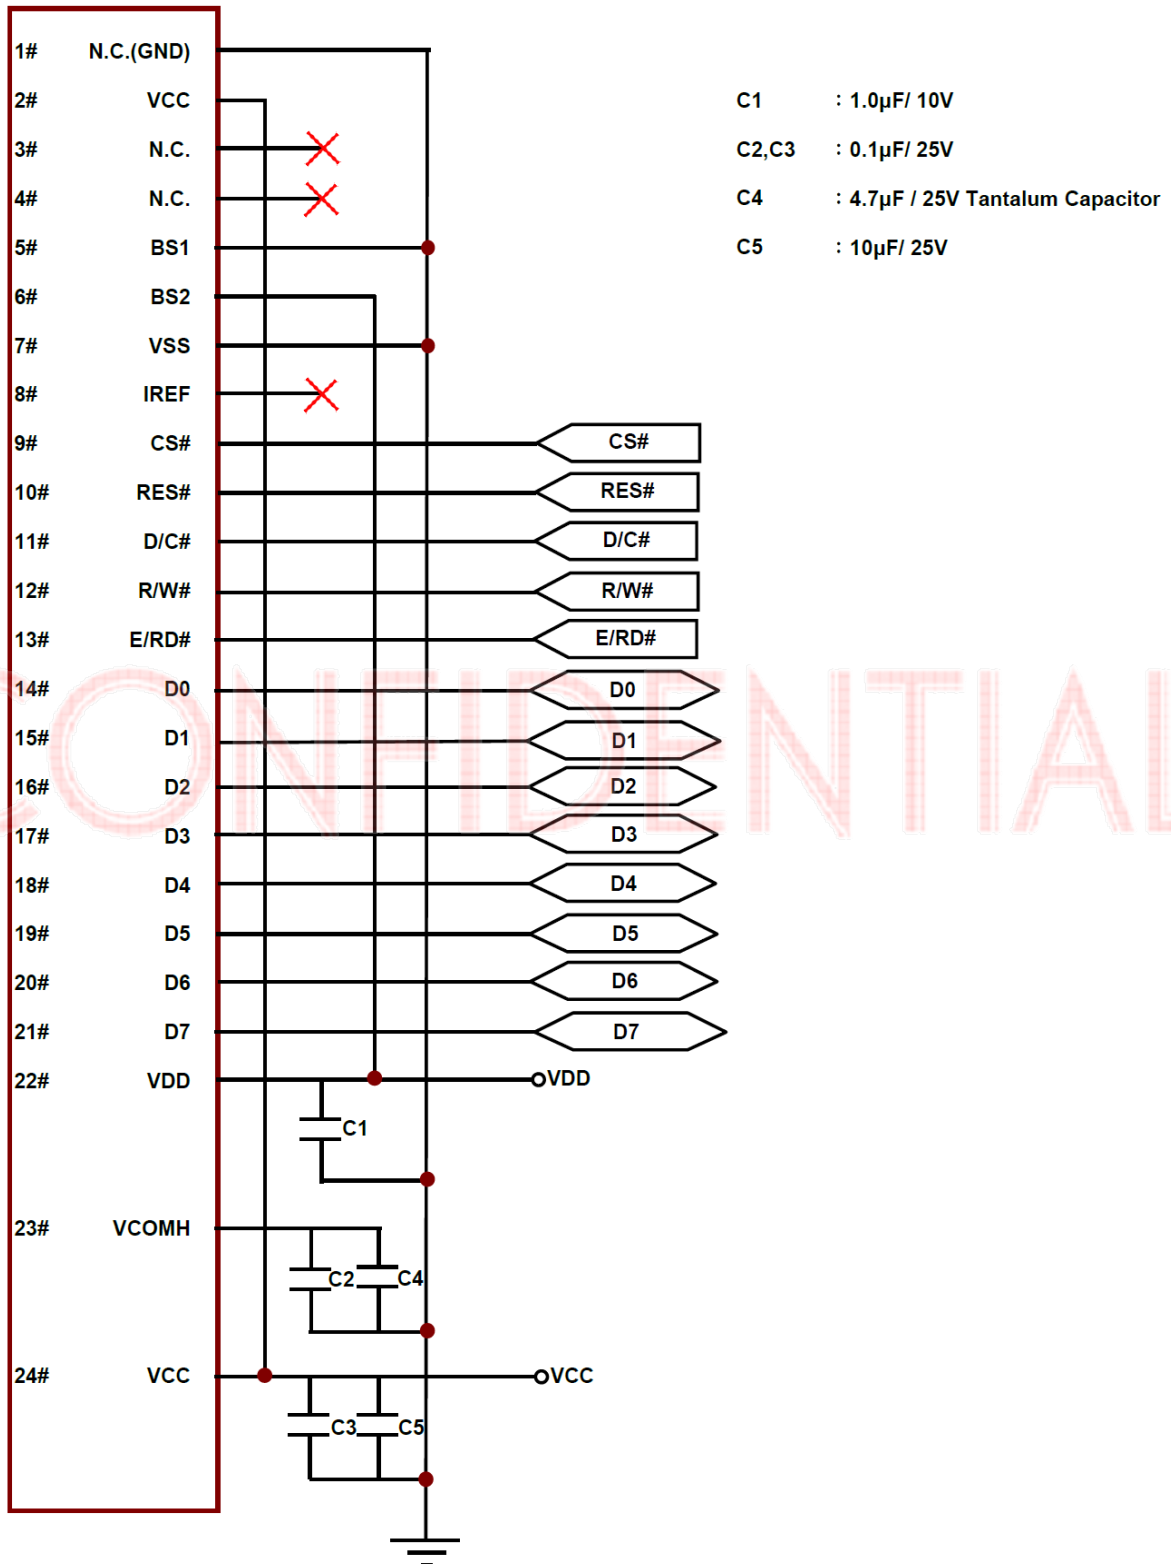 1# N.C.(GND)
2# VCC
3# N.C.
4# N.C.
5# BS1
6# BS2
7# VSS
8# IREF
9# CS# CS#
10# RES# RES#
11# D/C# D/C#
12# R/W# R/W#
13# E/RD# E/RD#
14# D0 D0
15# D1 D1
16# D2 D2
17# D3 D3
18# D4 D4
19# D5 D5
20# D6 D6
21# D7 D7
22# VDD VDD
C1
23# VCOMH
C2 C4
24# VCC VCC
C3 C5
C1 : 1.0μF/ 10V
C2,C3 : 0.1μF/ 25V
C4 : 4.7μF / 25V Tantalum Capacitor
C5 : 10μF/ 25V
CONFIDENTIAL